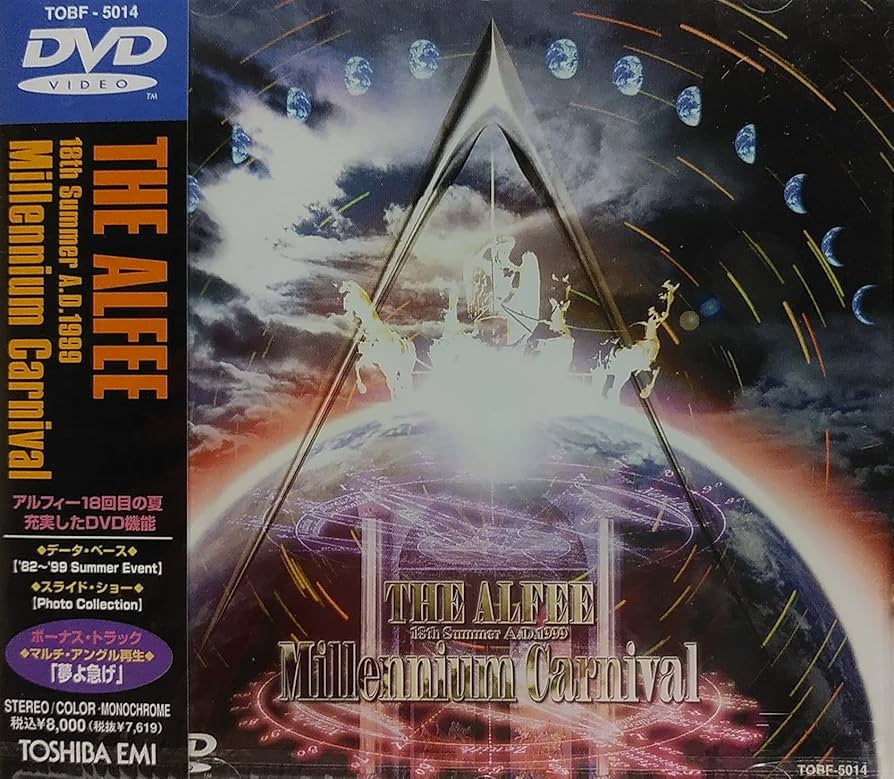 TOBF - 5014
DVD
VIDEO
TM
THE ALFEE
18th Summer A.D.1999
Millennium Carnival
アルフィー18回目の夏
充実したDVD機能
◆データ・ベース◆
【'82～'99 Summer Event】
◆スライド・ショー◆
【Photo Collection】
ボーナス・トラック
◆マルチ・アングル再生◆
「夢よ急げ」
STEREO/COLOR・MONOCHROME
税込¥8,000(税抜¥7,619)
TOSHIBA EMI
THE ALFEE
18th Summer A.D.1999
Millennium Carnival
TOBF-5014